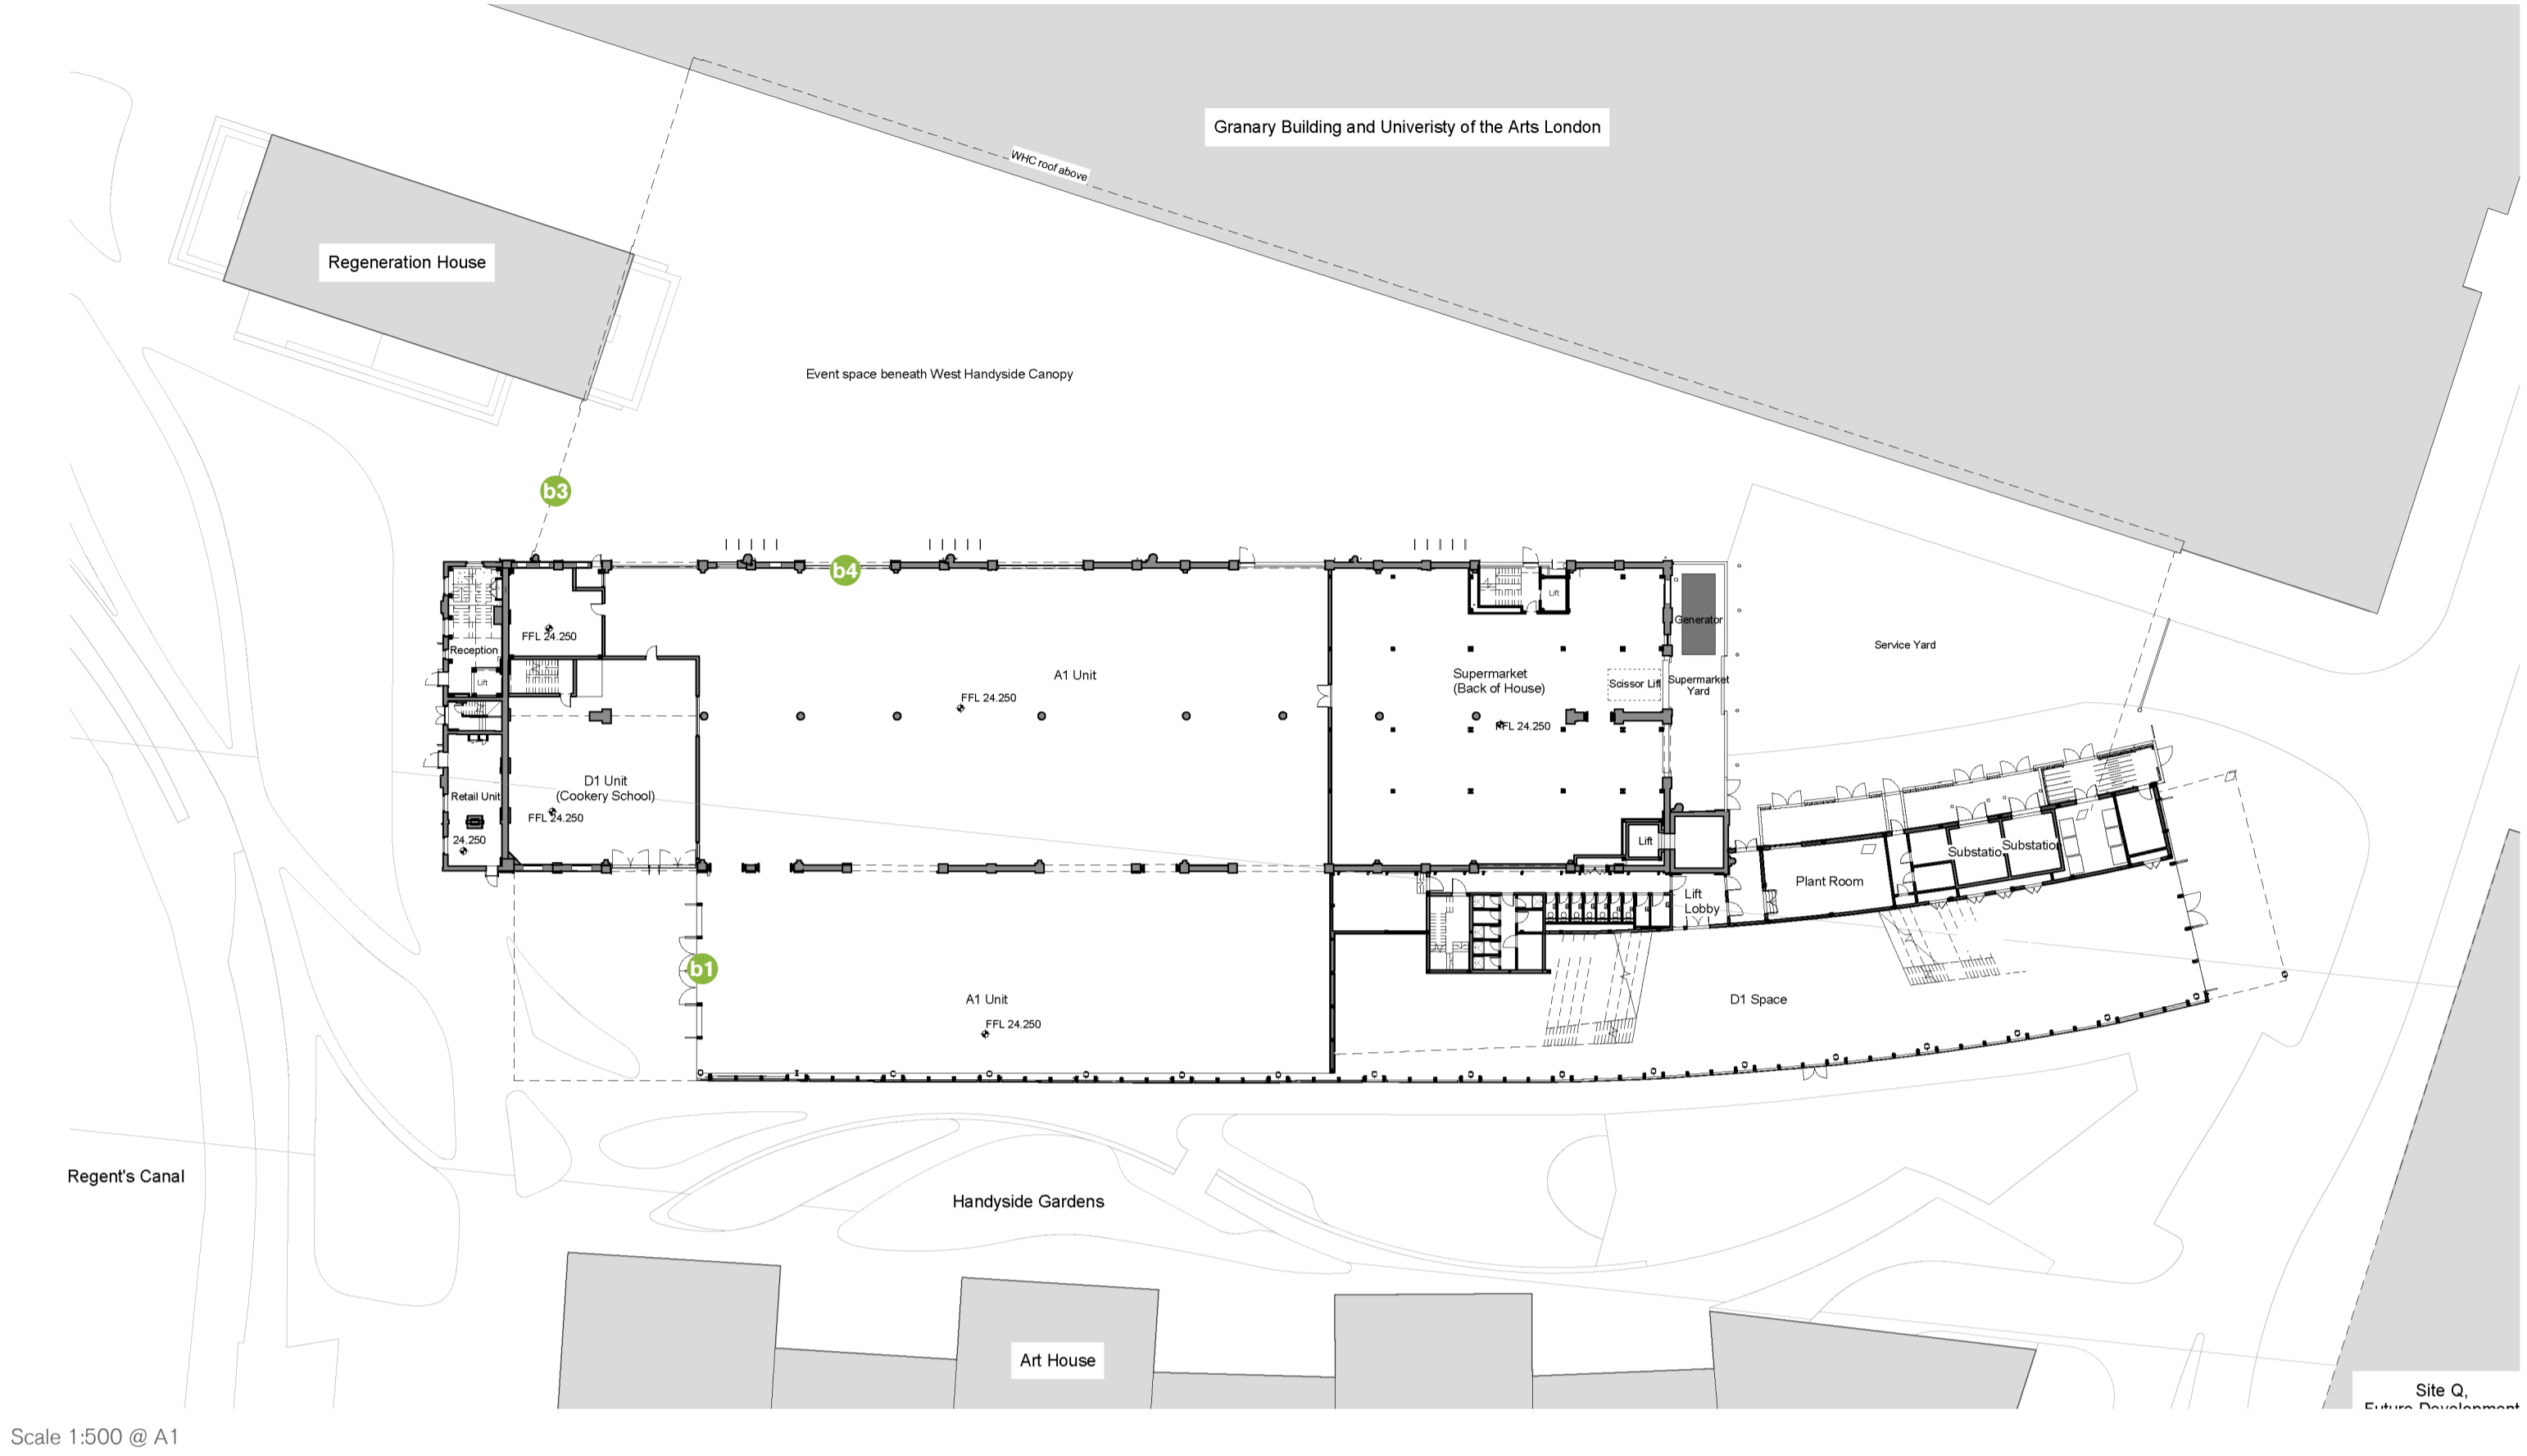 Granary Building and Univeristy of the Arts London
WHC roof above
Regeneration House
Event space beneath West Handyside Canopy
b3
b4
Lift
Generator
FFL 24.250
Reception
Service Yard
A1 Unit
Supermarket
(Back of House)
Scissor Lift
Supermarket
Yard
Lift
FFL 24.250
FFL 24.250
D1 Unit
(Cookery School)
Retail Unit
FFL 24.250
24.250
Lift
Substation
Substation
Plant Room
Lift
Lobby
b1
A1 Unit
D1 Space
FFL 24.250
Regent's Canal
Handyside Gardens
Art House
Site Q,
Future Development
Scale 1:500 @ A1